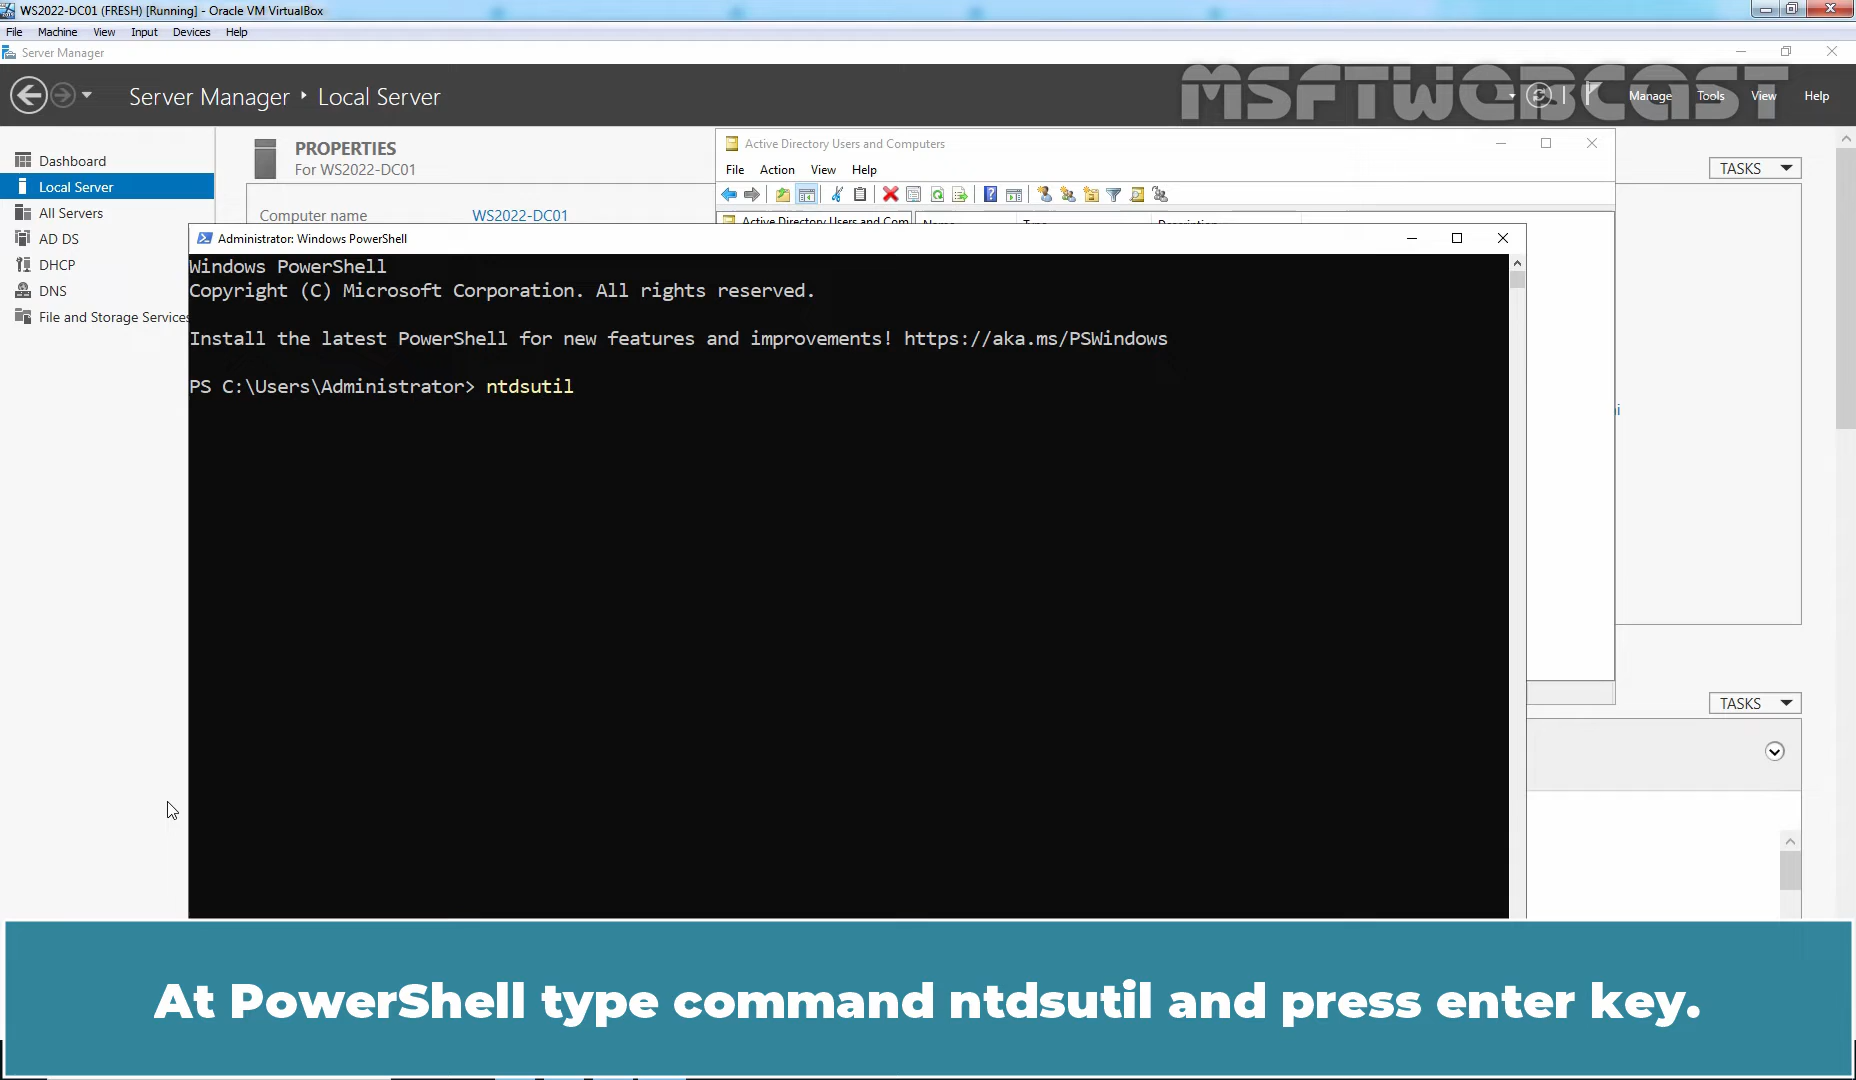 WS2022-DC01 (FRESH) [Running] - Oracle VM VirtualBox
File Machine View Input Devices Help
Server Manager
Server Manager • Local Server
MSFTWEBCAST
Manage Tools View Help
Dashboard
Local Server
All Servers
AD DS
DHCP
DNS
File and Storage Services
PROPERTIES
For WS2022-DC01
TASKS
Computer name WS2022-DC01
Active Directory Users and Computers
File Action View Help
Active Directory Users and Com
Name Type Description
Administrator: Windows PowerShell
Windows PowerShell
Copyright (C) Microsoft Corporation. All rights reserved.
Install the latest PowerShell for new features and improvements! https://aka.ms/PSWindows
PS C:\Users\Administrator> ntdsutil
TASKS
At PowerShell type command ntdsutil and press enter key.